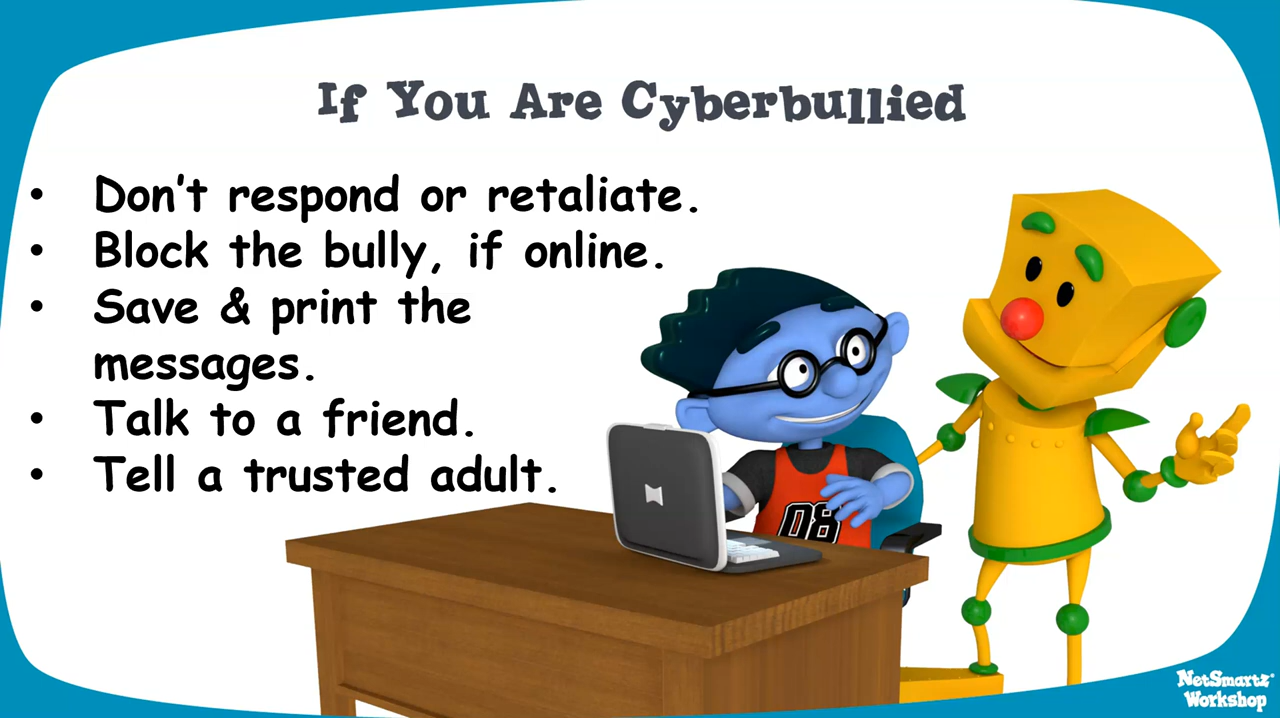 If You Are Cyberbullied
• Don't respond or retaliate.
• Block the bully, if online.
• Save & print the
messages.
• Talk to a friend.
• Tell a trusted adult.
08
NetSmartz®
Workshop